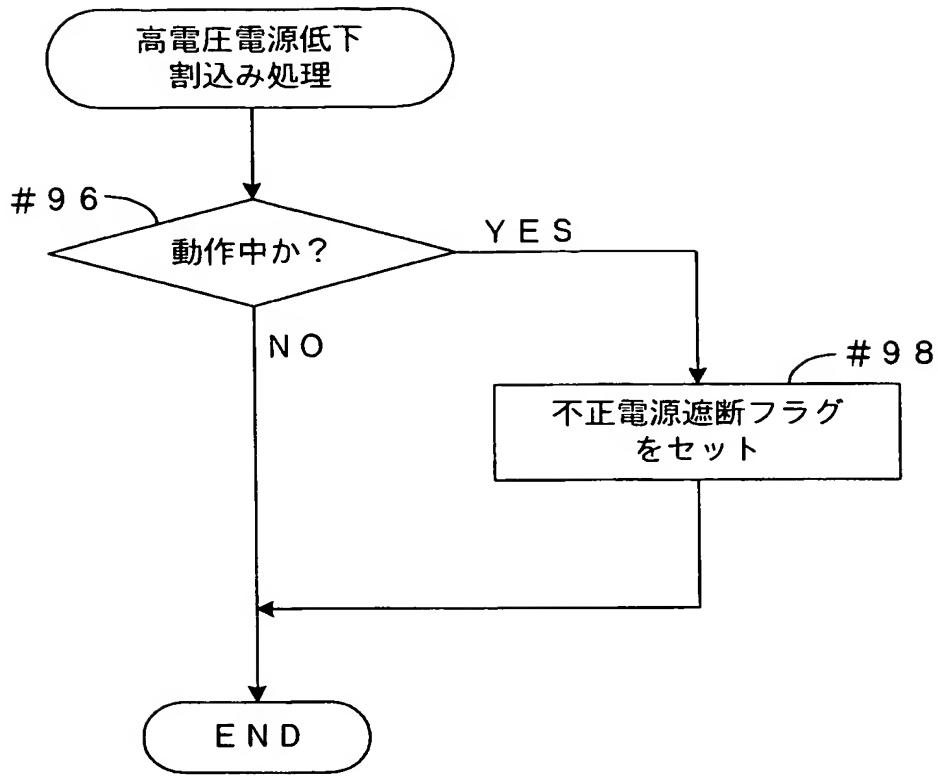 高電圧電源低下
割込み処理
#96
動作中か?
YES
NO
#98
不正電源遮断フラグ
をセット
END